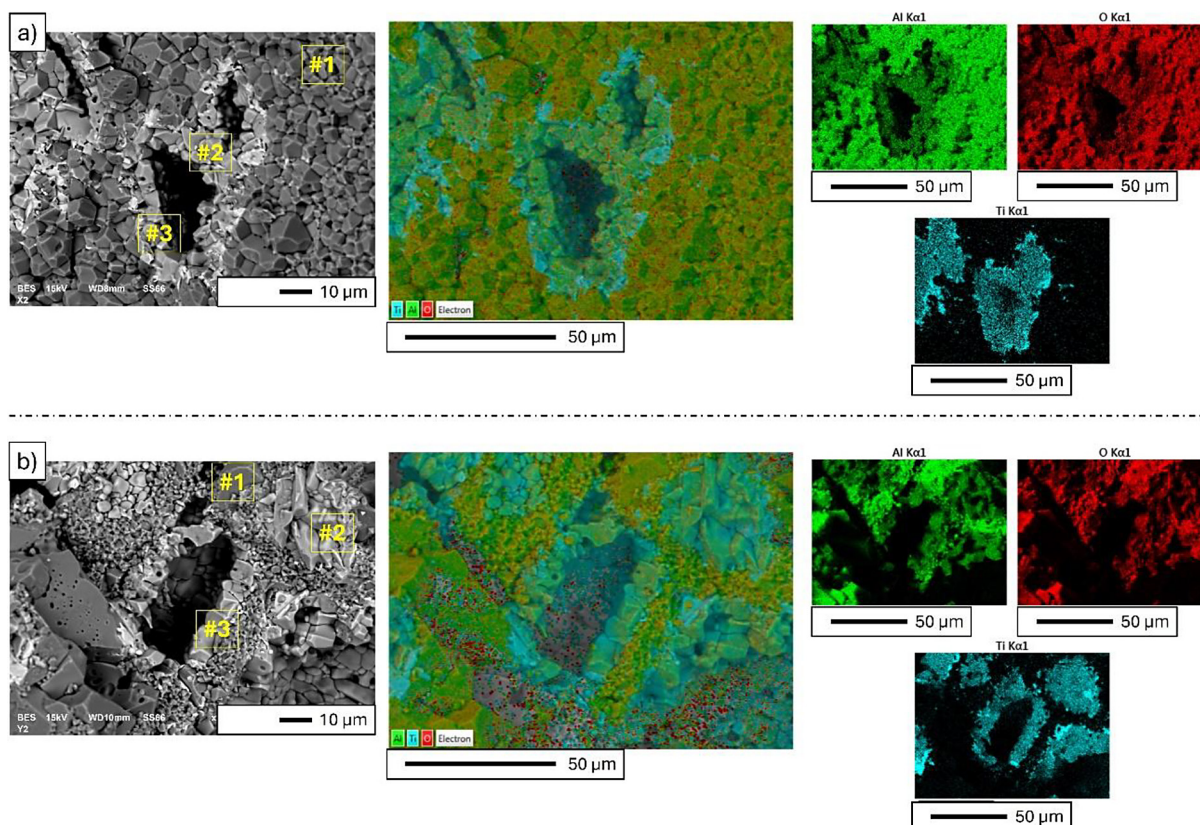 a)
#1
#2
#3
BES 15kV WD8mm SS66 x
X2
10 µm
Ti Al O Electron
50 µm
Al Kα1
O Kα1
50 µm
50 µm
Ti Kα1
50 µm
b)
#1
#2
#3
BES 15kV WD10mm SS66 x
Y2
10 µm
Al Ti O Electron
50 µm
Al Kα1
O Kα1
50 µm
50 µm
Ti Kα1
50 µm